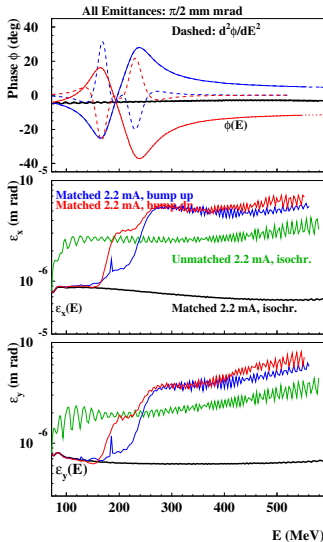 All Emittances: π/2 mm mrad
Dashed: d²φ/dE²
Phase φ (deg)
40
20
0
-20
-40
-5
φ(E)
10
Matched 2.2 mA, bump up
Matched 2.2 mA, bump dn
Unmatched 2.2 mA, isochr.
εₓ (m rad)
10⁻⁶
εₓ(E)
Matched 2.2 mA, isochr.
-5
10
ε_y (m rad)
10⁻⁶
ε_y(E)
100 200 300 400 500
E (MeV)